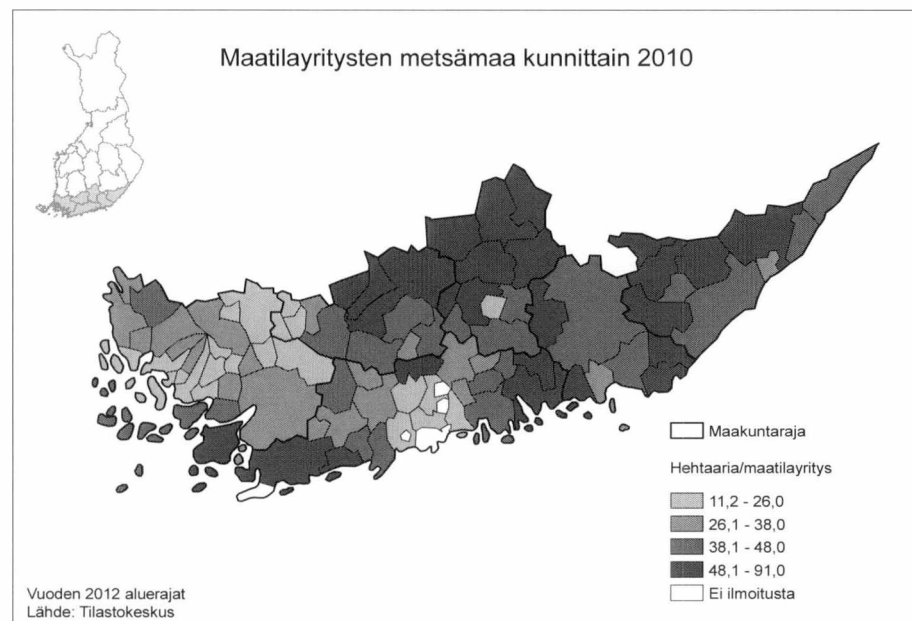 Maatilayritysten metsämaa kunnittain 2010
Maakuntaraja
Hehtaaria/maatilayritys
11,2 - 26,0
26,1 - 38,0
38,1 - 48,0
48,1 - 91,0
Ei ilmoitusta
Vuoden 2012 aluerajat
Lähde: Tilastokeskus